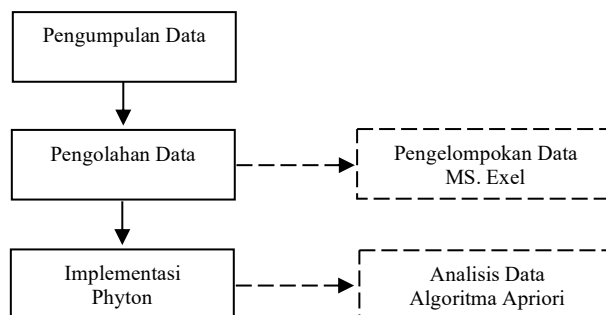 Pengumpulan Data
Pengolahan Data
Pengelompokan Data
MS. Exel
Implementasi
Phyton
Analisis Data
Algoritma Apriori